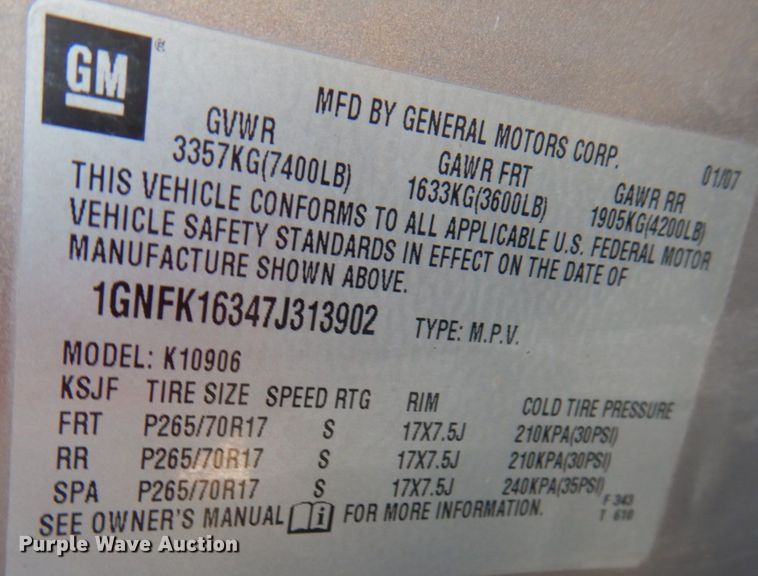 GM®
MFD BY GENERAL MOTORS CORP.
01/07
GVWR GAWR FRT GAWR RR
3357KG(7400LB) 1633KG(3600LB) 1905KG(4200LB)
THIS VEHICLE CONFORMS TO ALL APPLICABLE U.S. FEDERAL MOTOR
VEHICLE SAFETY STANDARDS IN EFFECT ON THE DATE OF
MANUFACTURE SHOWN ABOVE.
1GNFK16347J313902 TYPE: M.P.V.
MODEL: K10906
KSJF TIRE SIZE SPEED RTG RIM COLD TIRE PRESSURE
FRT P265/70R17 S 17X7.5J 210KPA(30PSI)
RR P265/70R17 S 17X7.5J 210KPA(30PSI)
SPA P265/70R17 S 17X7.5J 240KPA(35PSI)
SEE OWNER'S MANUAL i FOR MORE INFORMATION.
F 343
T 610
Purple Wave Auction